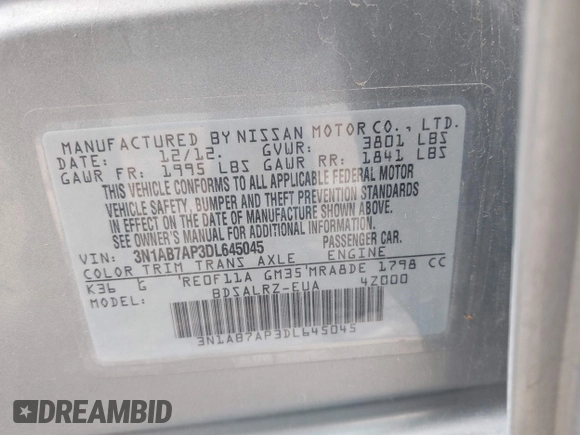 MANUFACTURED BY NISSAN MOTOR CO., LTD.
DATE: 12/12. GVWR: 3801 LBS
GAWR FR: 1995 LBS GAWR RR: 1841 LBS
THIS VEHICLE CONFORMS TO ALL APPLICABLE FEDERAL MOTOR
VEHICLE SAFETY, BUMPER AND THEFT PREVENTION STANDARDS
IN EFFECT ON THE DATE OF MANUFACTURE SHOWN ABOVE.
SEE OWNER'S MANUAL FOR ADDITIONAL INFORMATION.
VIN: 3N1AB7AP3DL645045 PASSENGER CAR.
COLOR TRIM TRANS AXLE ENGINE
K36 G RE0F11A GM35 MRA8DE 1798 CC
MODEL: BDSALRZ-EUA 4Z000
3N1AB7AP3DL645045
DREAMBID